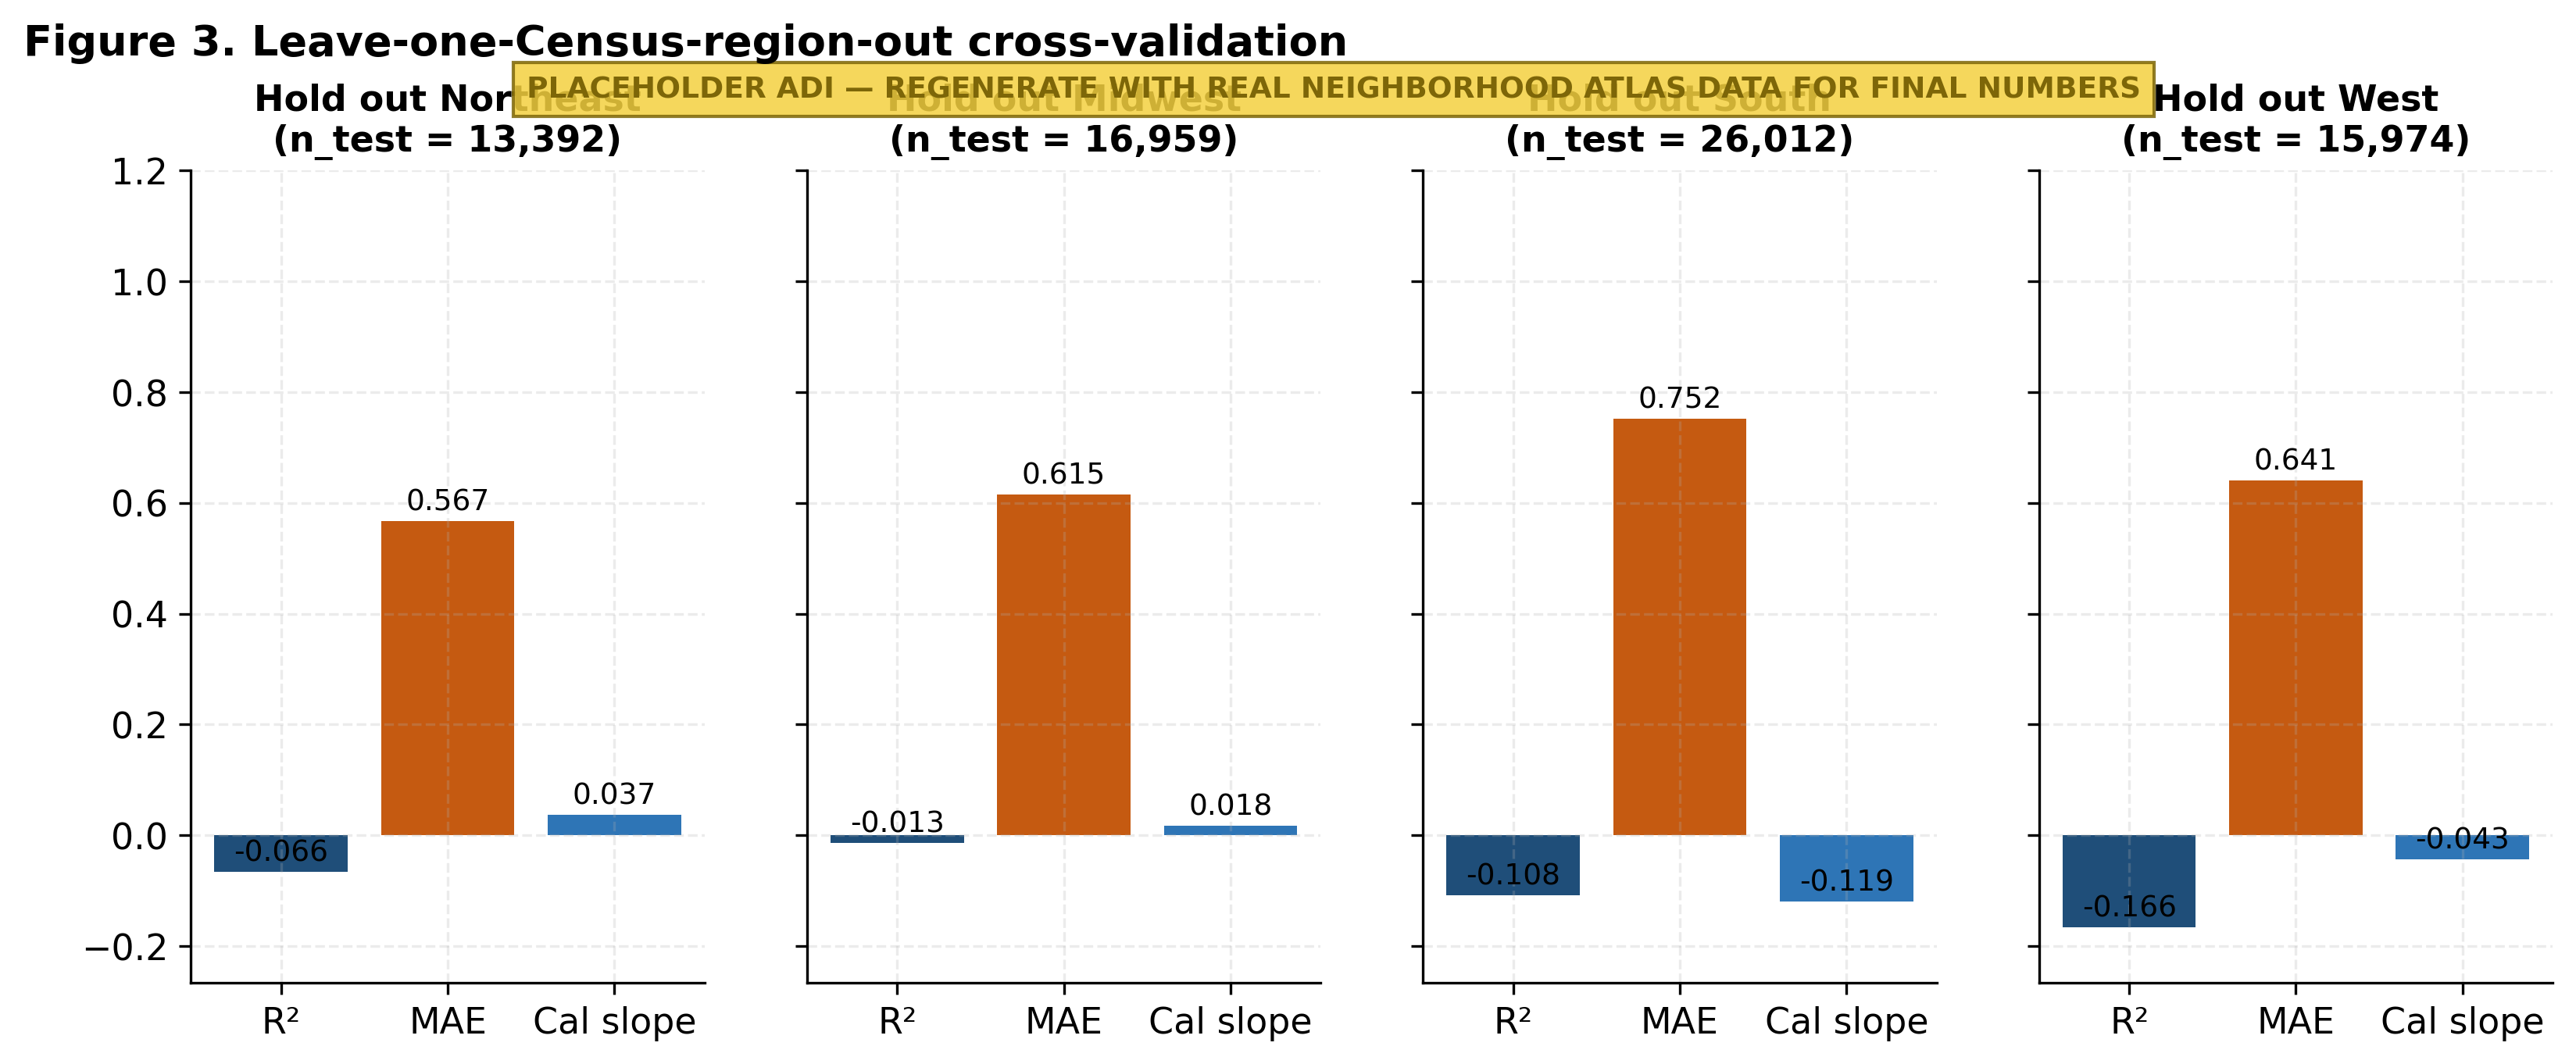 Figure 3. Leave-one-Census-region-out cross-validation
PLACEHOLDER ADI — REGENERATE WITH REAL NEIGHBORHOOD ATLAS DATA FOR FINAL NUMBERS
Hold out Northeast
(n_test = 13,392)
Hold out Midwest
(n_test = 16,959)
Hold out South
(n_test = 26,012)
Hold out West
(n_test = 15,974)
1.2
1.0
0.8
0.6
0.4
0.2
0.0
−0.2
-0.066
0.567
0.037
R²
MAE
Cal slope
-0.013
0.615
0.018
R²
MAE
Cal slope
-0.108
0.752
-0.119
R²
MAE
Cal slope
-0.166
0.641
-0.043
R²
MAE
Cal slope